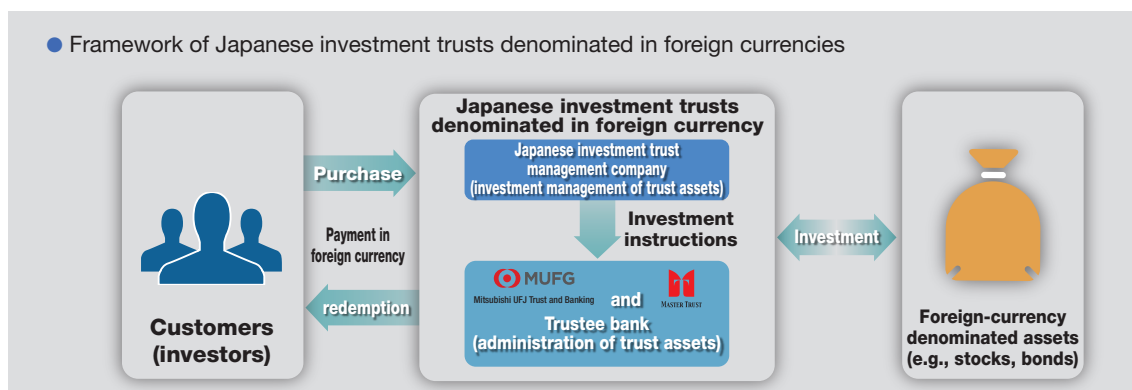 Framework of Japanese investment trusts denominated in foreign currencies
Customers
(investors)
Purchase
Payment in
foreign currency
redemption
Japanese investment trusts
denominated in foreign currency
Japanese investment trust
management company
(investment management of trust assets)
Investment
instructions
MUFG
Mitsubishi UFJ Trust and Banking
and
MASTER TRUST
Trustee bank
(administration of trust assets)
Investment
Foreign-currency
denominated assets
(e.g., stocks, bonds)